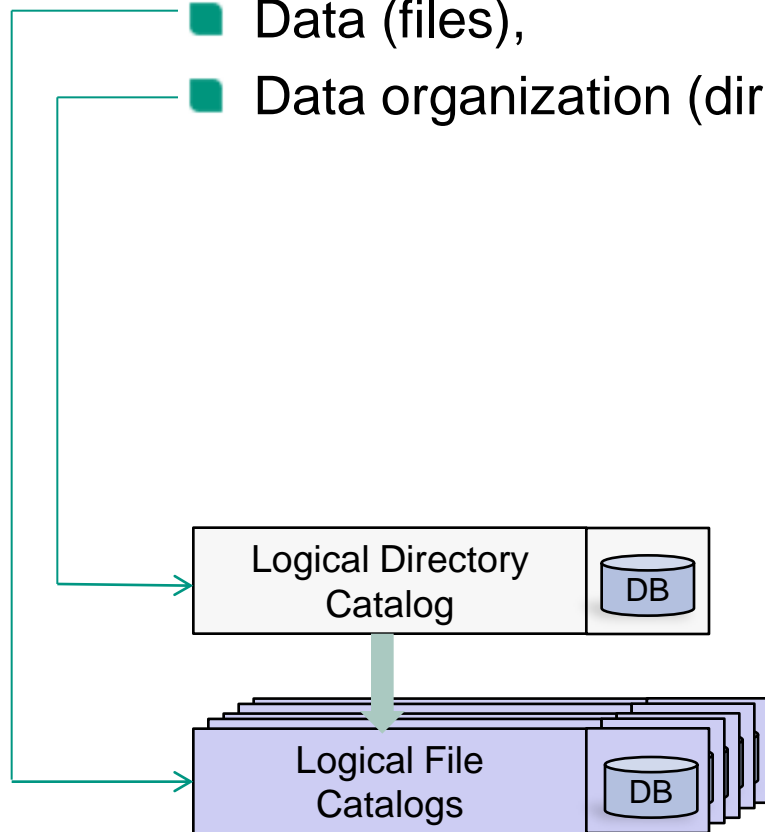 Data (files),
Data organization (dir
Logical Directory
Catalog
DB
Logical File
Catalogs
DB